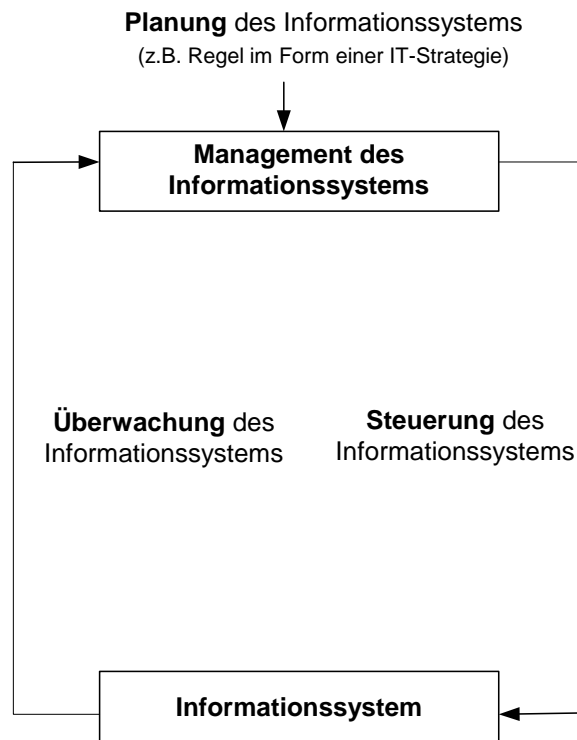 Planung des Informationssystems
(z.B. Regel im Form einer IT-Strategie)
Management des
Informationssystems
Überwachung des
Informationssystems
Steuerung des
Informationssystems
Informationssystem